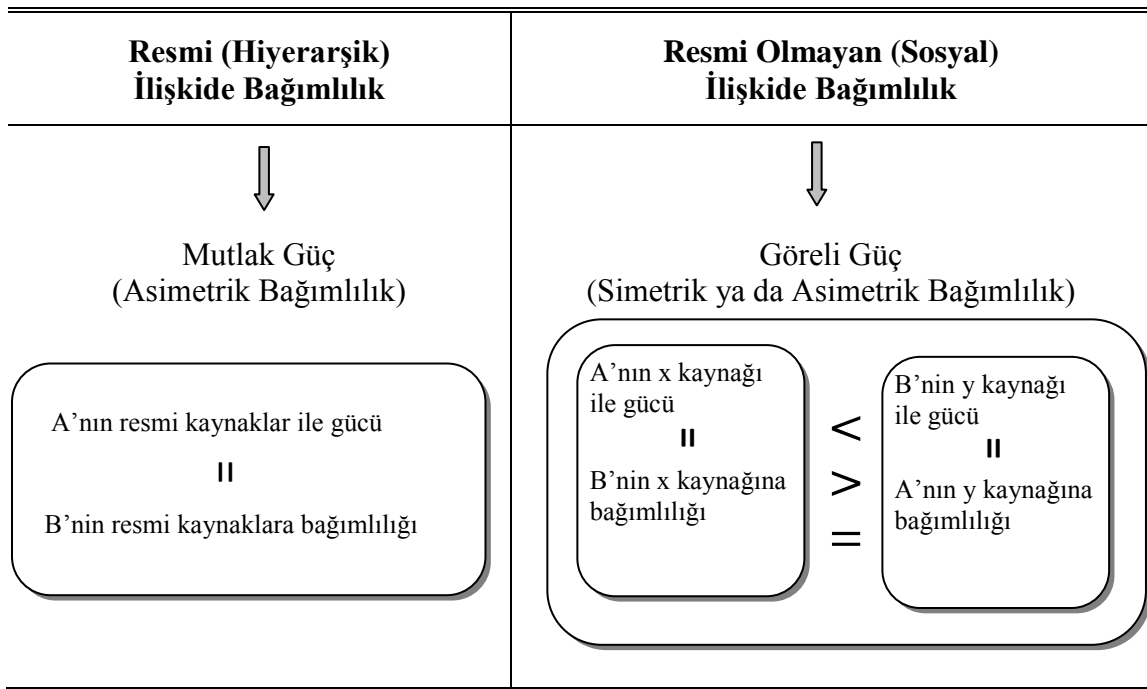 Resmi (Hiyerarşik)
İlişkide Bağımlılık
Resmi Olmayan (Sosyal)
İlişkide Bağımlılık
Mutlak Güç
(Asimetrik Bağımlılık)
Göreli Güç
(Simetrik ya da Asimetrik Bağımlılık)
A’nın resmi kaynaklar ile gücü
=
B’nin resmi kaynaklara bağımlılığı
A’nın x kaynağı
ile gücü
=
B’nin x kaynağına
bağımlılığı
<
>
=
B’nin y kaynağı
ile gücü
=
A’nın y kaynağına
bağımlılığı